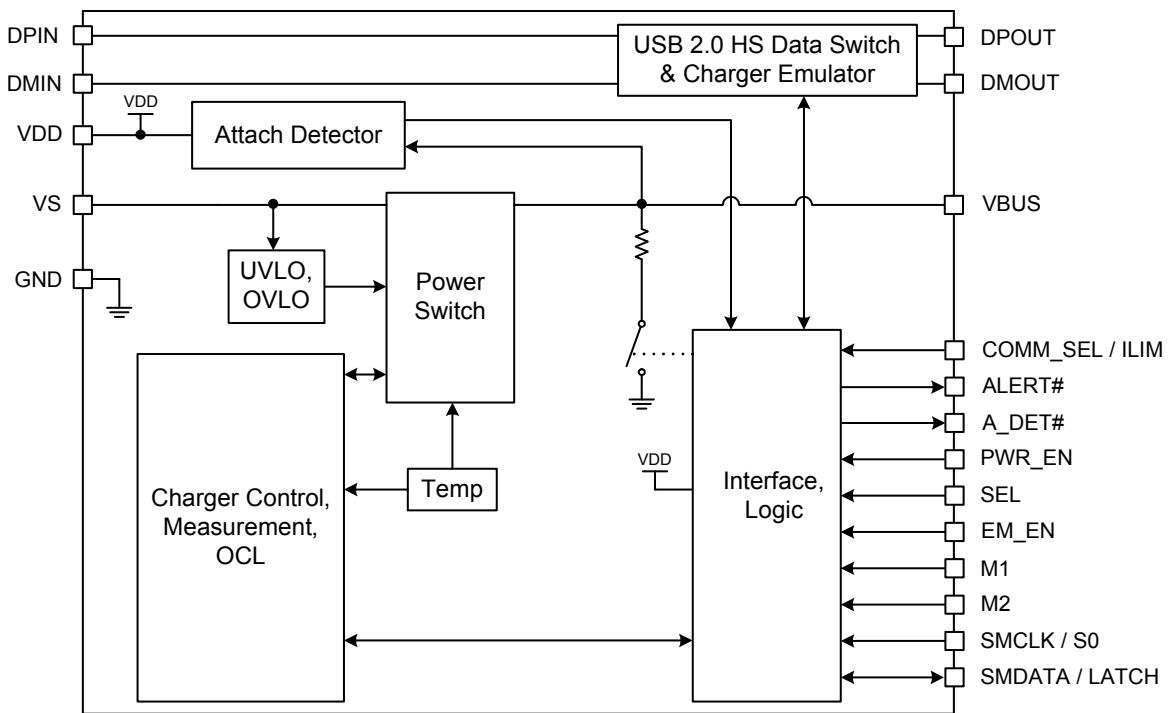 DPIN
DMIN
VDD
VS
GND
USB 2.0 HS Data Switch
& Charger Emulator
DPOUT
DMOUT
VDD
Attach Detector
VBUS
UVLO,
OVLO
Power
Switch
Temp
Charger Control,
Measurement,
OCL
VDD
Interface,
Logic
COMM_SEL / ILIM
ALERT#
A_DET#
PWR_EN
SEL
EM_EN
M1
M2
SMCLK / S0
SMDATA / LATCH